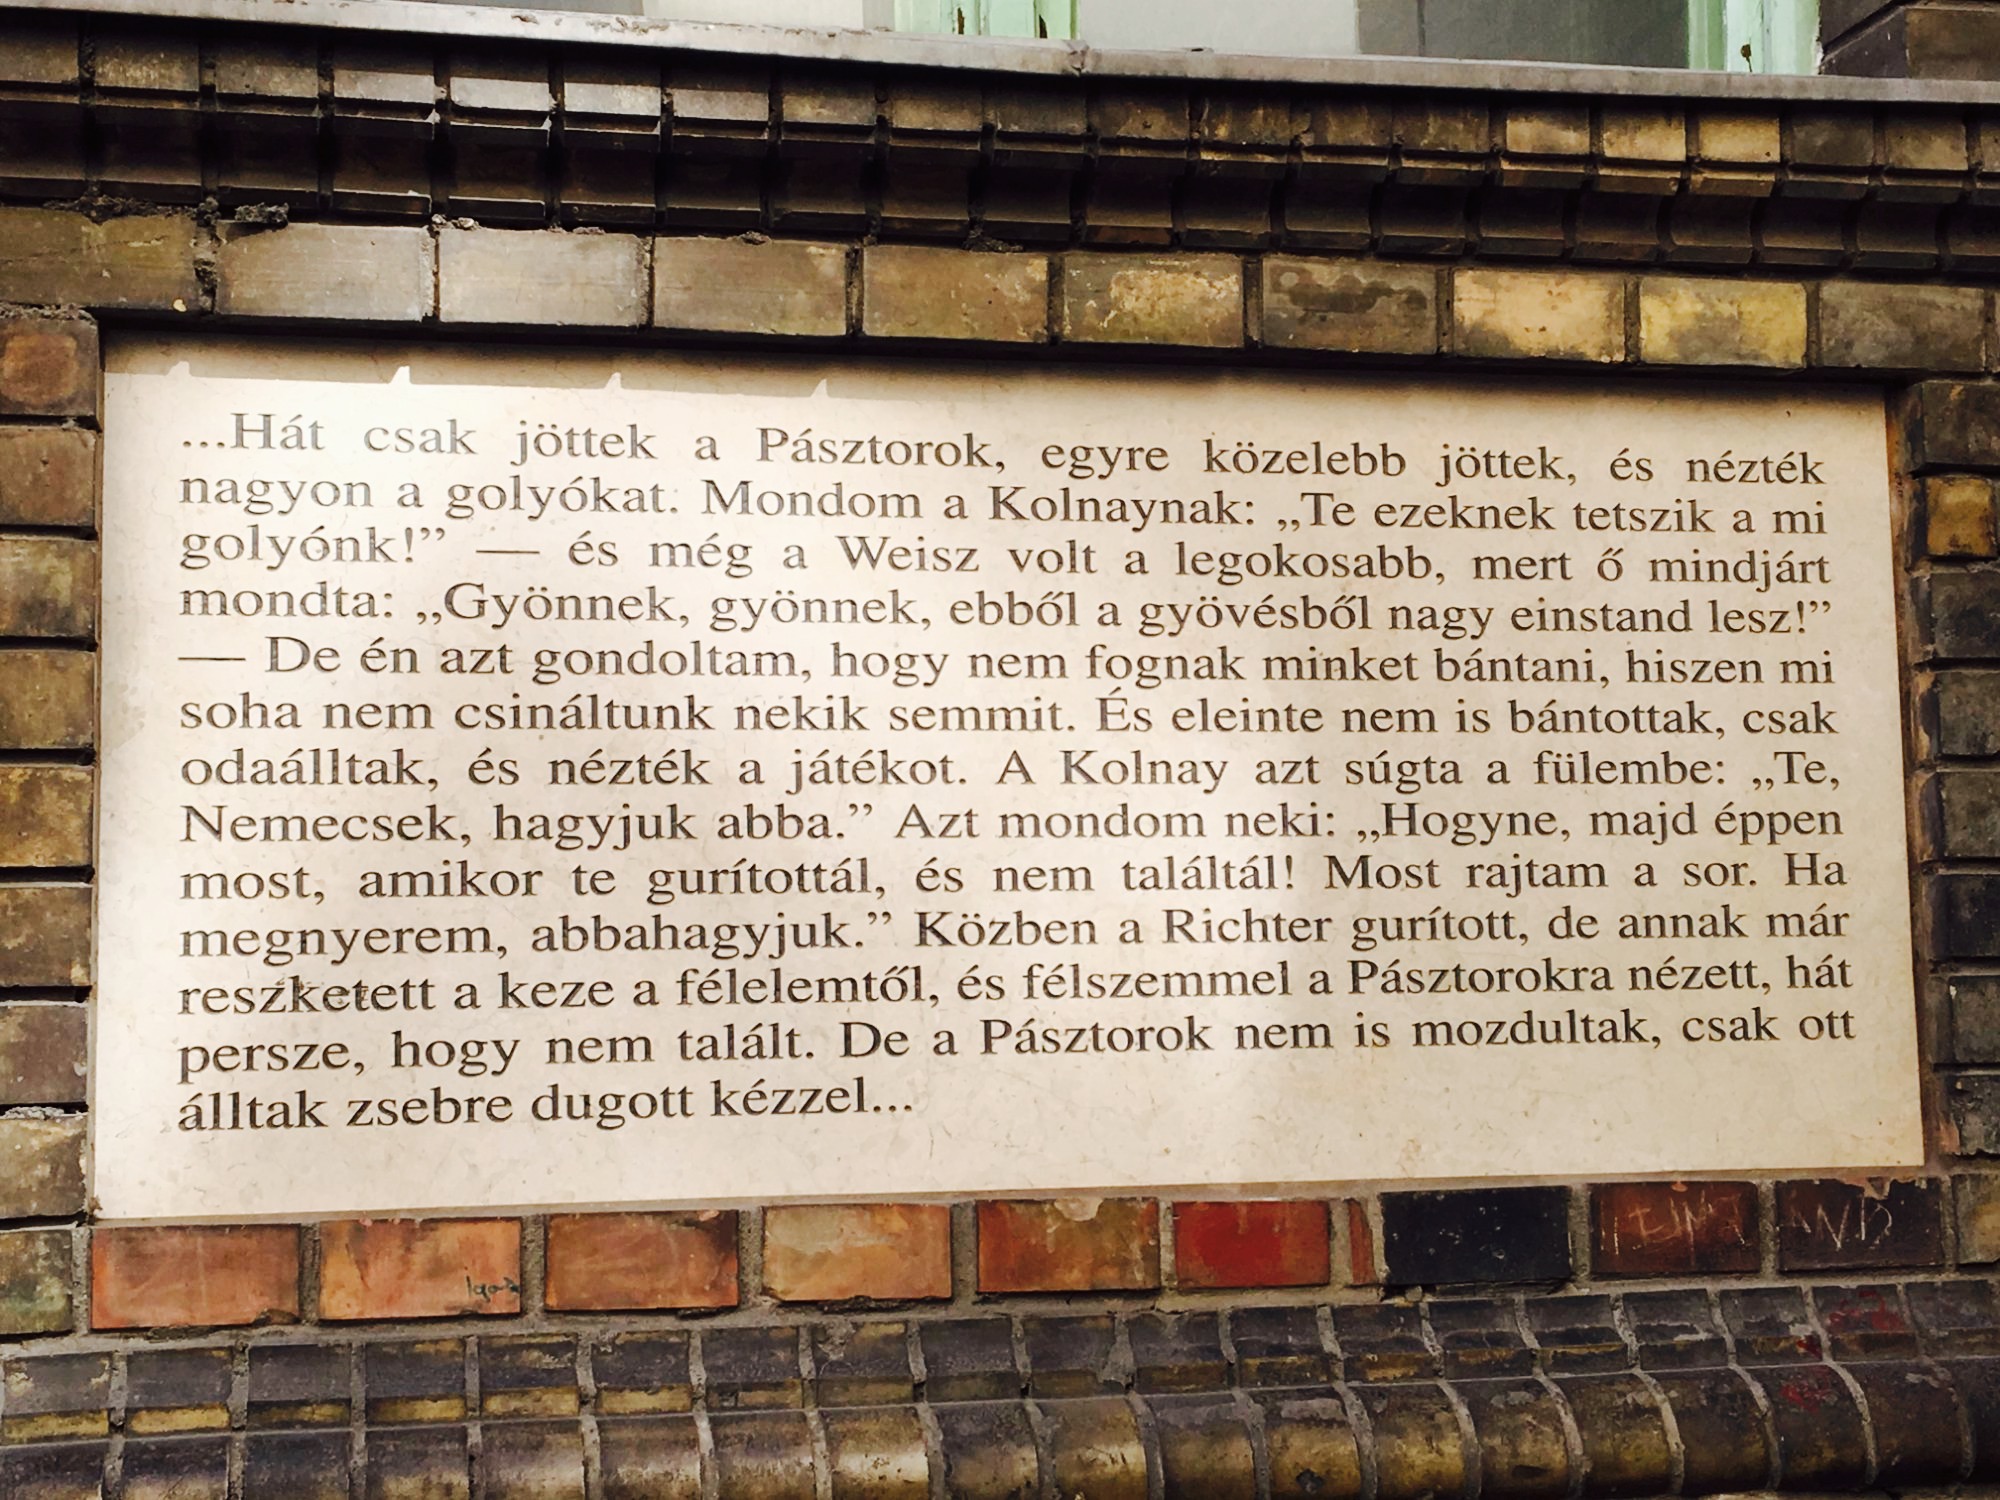 ...Hát csak jöttek a Pásztorok, egyre közelebb jöttek, és nézték
nagyon a golyókat. Mondom a Kolnaynak: „Te ezeknek tetszik a mi
golyónk!” — és még a Weisz volt a legokosabb, mert ő mindjárt
mondta: „Gyönnek, gyönnek, ebből a gyövésből nagy einstand lesz!”
— De én azt gondoltam, hogy nem fognak minket bántani, hiszen mi
soha nem csináltunk nekik semmit. És eleinte nem is bántottak, csak
odaálltak, és nézték a játékot. A Kolnay azt súgta a fülembe: „Te,
Nemecsek, hagyjuk abba.” Azt mondom neki: „Hogyne, majd éppen
most, amikor te gurítottál, és nem találtál! Most rajtam a sor. Ha
megnyerem, abbahagyjuk.” Közben a Richter gurított, de annak már
reszketett a keze a félelemtől, és félszemmel a Pásztorokra nézett, hát
persze, hogy nem talált. De a Pásztorok nem is mozdultak, csak ott
álltak zsebre dugott kézzel...